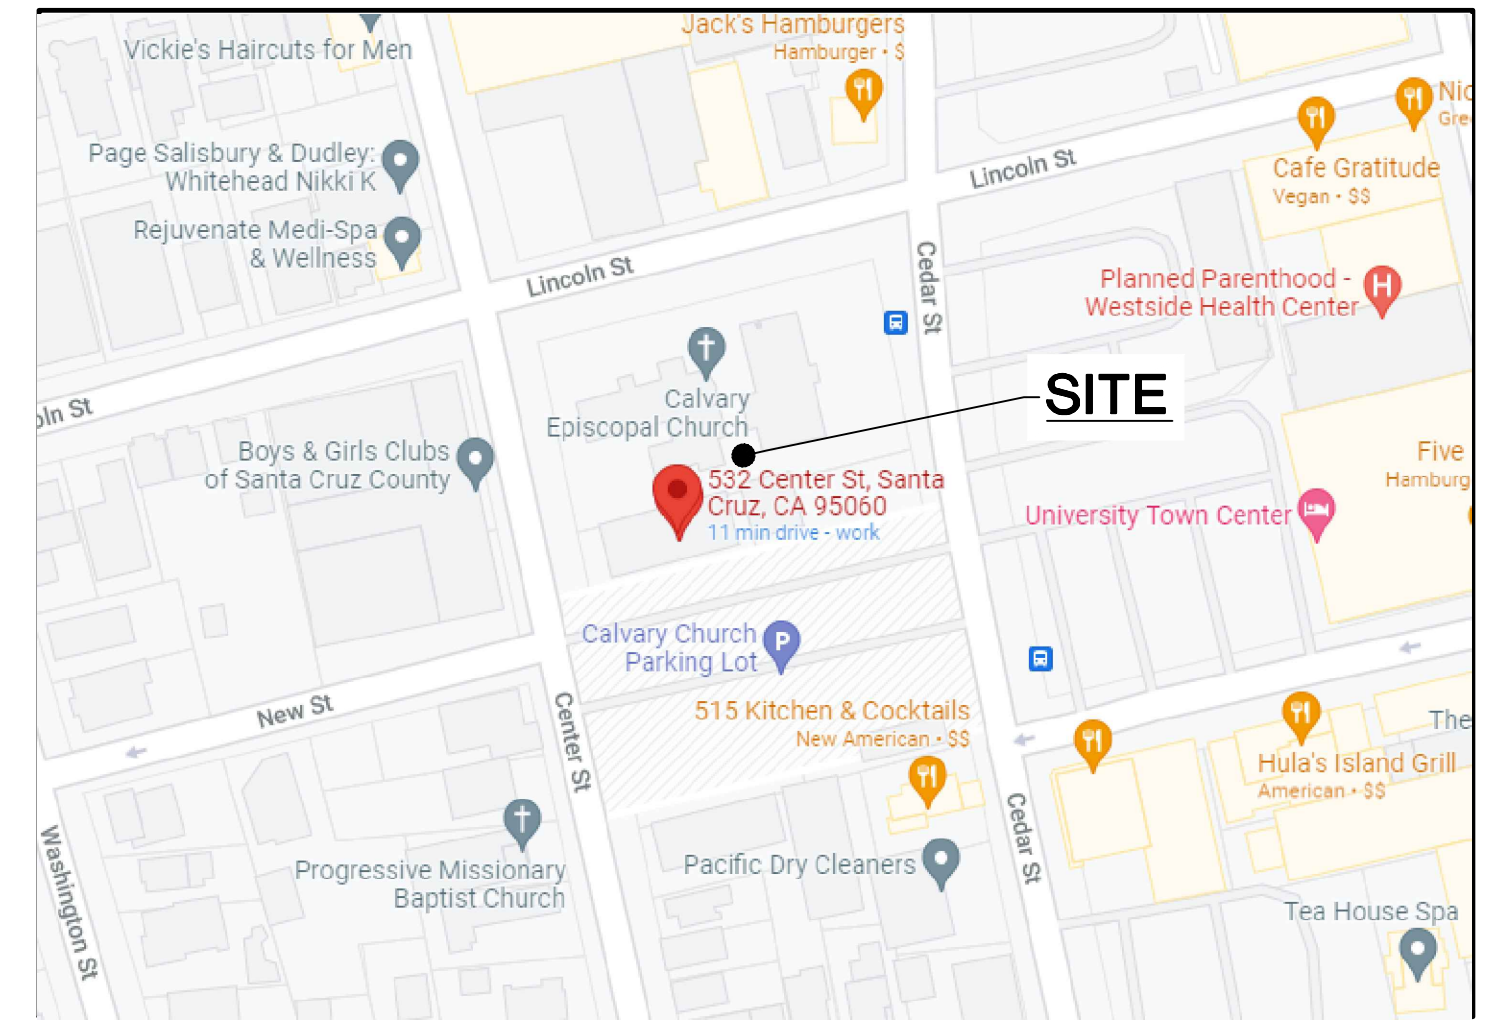 Jack's Hamburgers
Hamburger • $
Vickie's Haircuts for Men
Page Salisbury & Dudley:
Whitehead Nikki K
Rejuvenate Medi-Spa
& Wellness
Lincoln St
Lincoln St
Cafe Gratitude
Vegan • $$
Planned Parenthood -
Westside Health Center
Cedar St
SITE
Calvary
Episcopal Church
Boys & Girls Clubs
of Santa Cruz County
532 Center St, Santa
Cruz, CA 95060
11 min drive - work
Five
University Town Center
Calvary Church
Parking Lot
P
H
New St
Center St
515 Kitchen & Cocktails
New American • $$
The
Hula's Island Grill
American • $$
Cedar St
Washington St
Progressive Missionary
Baptist Church
Pacific Dry Cleaners
Tea House Spa